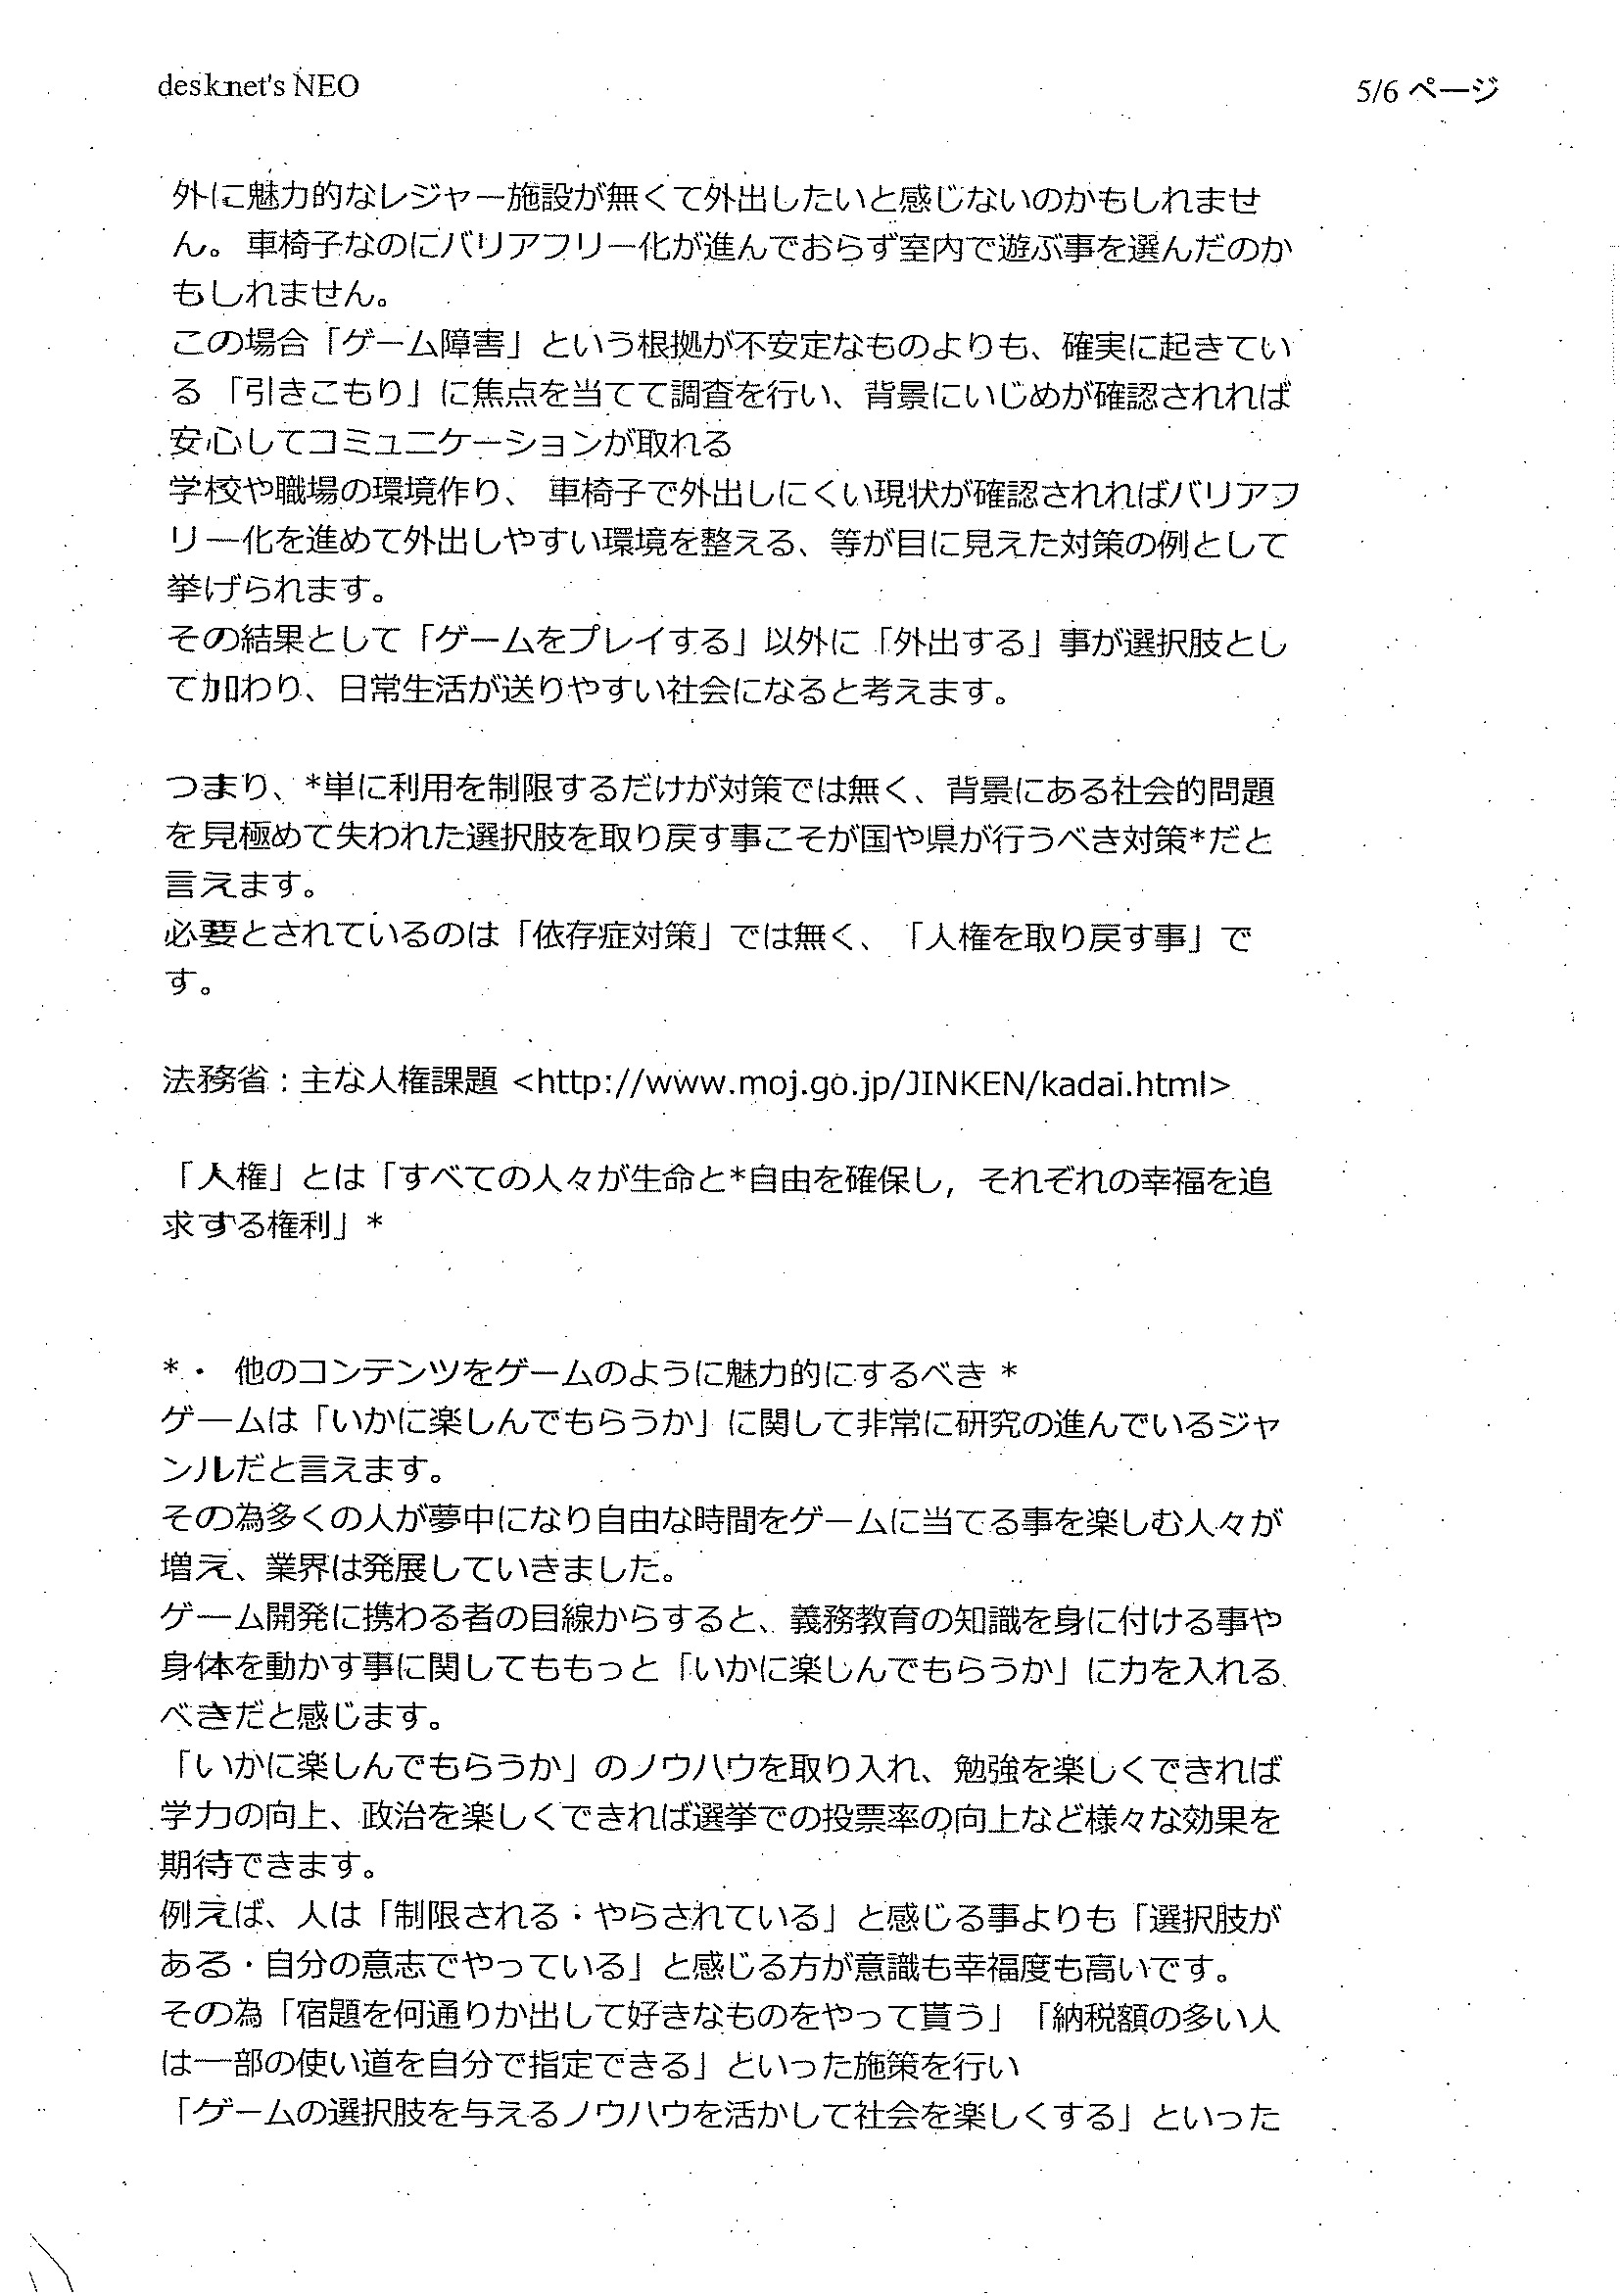 desknet's NEO
5/6 ページ
外に魅力的なレジャー施設が無くて外出したいと感じないのかもしれませ
ん。車椅子なのにバリアフリー化が進んでおらず室内で遊ぶ事を選んだのか
もしれません。
この場合「ゲーム障害」という根拠が不安定なものよりも、確実に起きてい
る「引きこもり」に焦点を当てて調査を行い、背景にいじめが確認されれば
安心してコミュニケーションが取れる
学校や職場の環境作り、 車椅子で外出しにくい現状が確認されればバリアフ
リー化を進めて外出しやすい環境を整える、等が目に見えた対策の例として
挙げられます。
その結果として「ゲームをプレイする」以外に「外出する」事が選択肢とし
て加わり、日常生活が送りやすい社会になると考えます。
つまり、*単に利用を制限するだけが対策では無く、背景にある社会的問題
を見極めて失われた選択肢を取り戻す事こそが国や県が行うべき対策*だと
言えます。
必要とされているのは「依存症対策」では無く、「人権を取り戻す事」で
す。
法務省：主な人権課題 <http://www.moj.go.jp/JINKEN/kadai.html>
「人権」とは「すべての人々が生命と*自由を確保し，それぞれの幸福を追
求する権利」*
*・ 他のコンテンツをゲームのように魅力的にするべき *
ゲームは「いかに楽しんでもらうか」に関して非常に研究の進んでいるジャ
ンルだと言えます。
その為多くの人が夢中になり自由な時間をゲームに当てる事を楽しむ人々が
増え、業界は発展していきました。
ゲーム開発に携わる者の目線からすると、義務教育の知識を身に付ける事や
身体を動かす事に関してももっと「いかに楽しんでもらうか」に力を入れる
べきだと感じます。
「いかに楽しんでもらうか」のノウハウを取り入れ、勉強を楽しくできれば
学力の向上、政治を楽しくできれば選挙での投票率の向上など様々な効果を
期待できます。
例えば、人は「制限される・やらされている」と感じる事よりも「選択肢が
ある・自分の意志でやっている」と感じる方が意識も幸福度も高いです。
その為「宿題を何通りか出して好きなものをやって貰う」「納税額の多い人
は一部の使い道を自分で指定できる」といった施策を行い
「ゲームの選択肢を与えるノウハウを活かして社会を楽しくする」といった